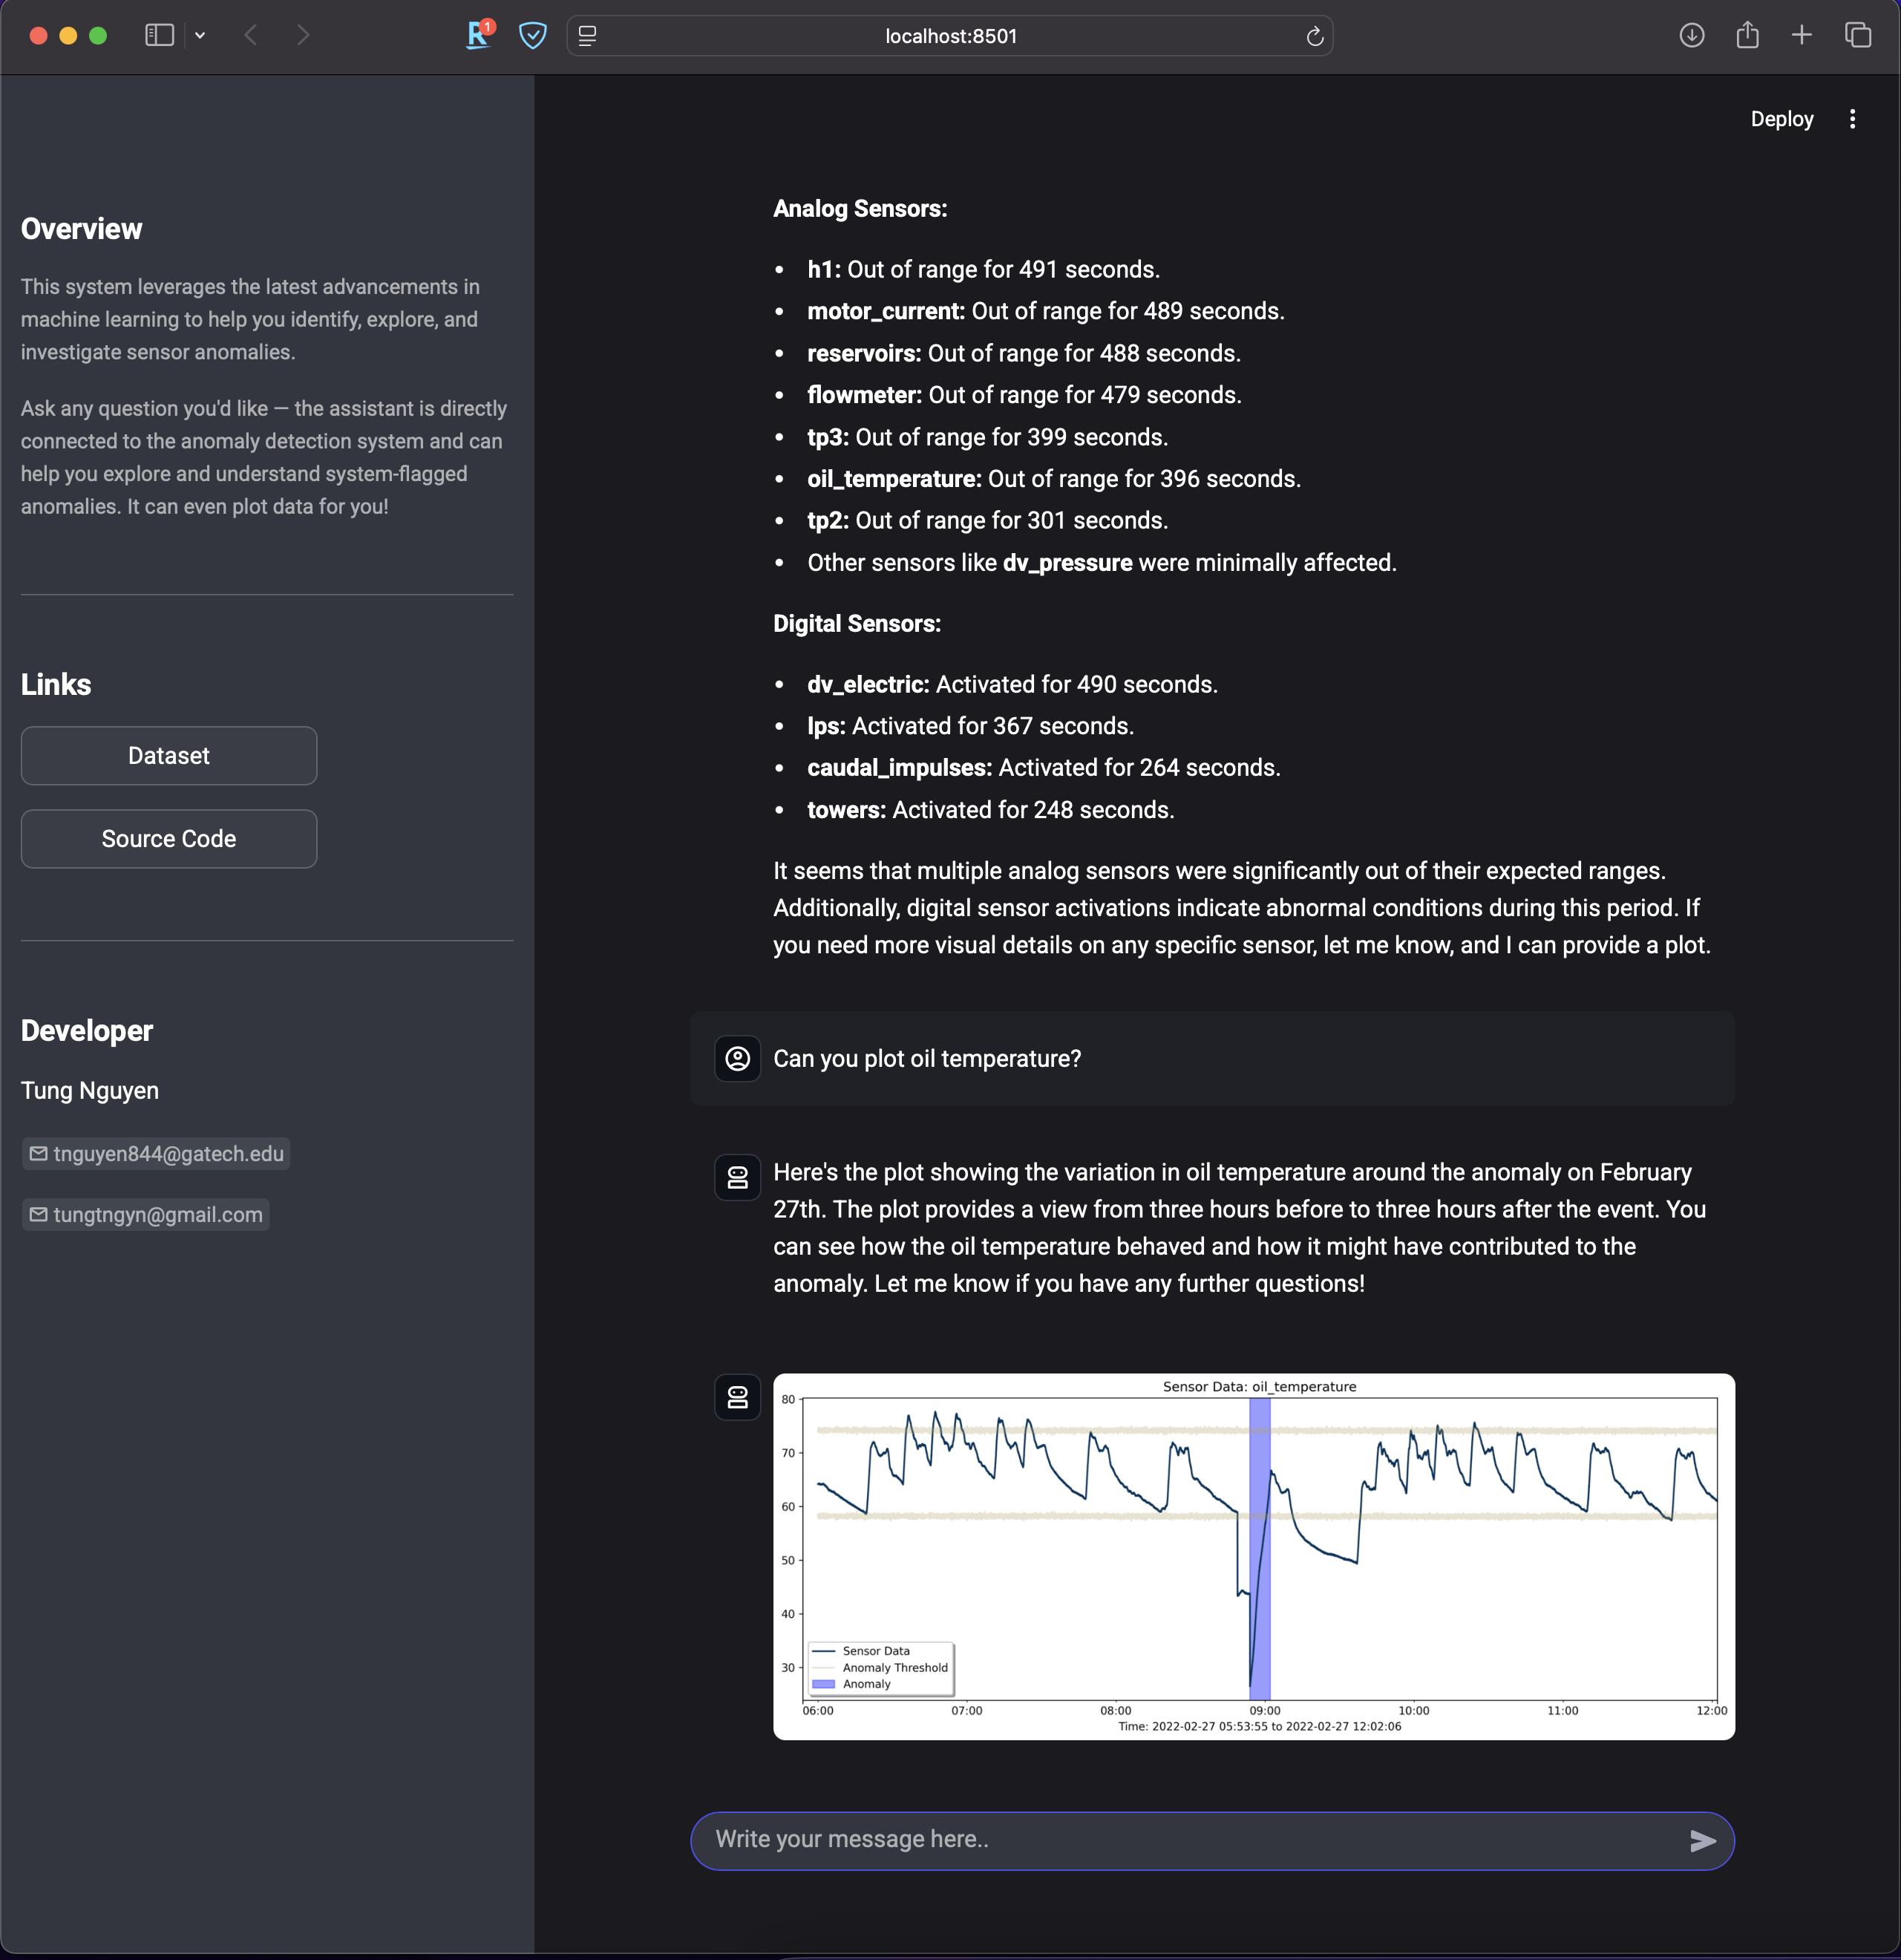 R 1
localhost:8501
Deploy
Overview
This system leverages the latest advancements in
machine learning to help you identify, explore, and
investigate sensor anomalies.
Ask any question you'd like — the assistant is directly
connected to the anomaly detection system and can
help you explore and understand system-flagged
anomalies. It can even plot data for you!
Links
Dataset
Source Code
Developer
Tung Nguyen
tnguyen844@gatech.edu
tungtngyn@gmail.com
Analog Sensors:
• h1: Out of range for 491 seconds.
• motor_current: Out of range for 489 seconds.
• reservoirs: Out of range for 488 seconds.
• flowmeter: Out of range for 479 seconds.
• tp3: Out of range for 399 seconds.
• oil_temperature: Out of range for 396 seconds.
• tp2: Out of range for 301 seconds.
• Other sensors like dv_pressure were minimally affected.
Digital Sensors:
• dv_electric: Activated for 490 seconds.
• lps: Activated for 367 seconds.
• caudal_impulses: Activated for 264 seconds.
• towers: Activated for 248 seconds.
It seems that multiple analog sensors were significantly out of their expected ranges.
Additionally, digital sensor activations indicate abnormal conditions during this period. If
you need more visual details on any specific sensor, let me know, and I can provide a plot.
Can you plot oil temperature?
Here's the plot showing the variation in oil temperature around the anomaly on February
27th. The plot provides a view from three hours before to three hours after the event. You
can see how the oil temperature behaved and how it might have contributed to the
anomaly. Let me know if you have any further questions!
Sensor Data: oil_temperature
80
70
60
50
40
30
Sensor Data
Anomaly Threshold
Anomaly
06:00 07:00 08:00 09:00 10:00 11:00 12:00
Time: 2022-02-27 05:53:55 to 2022-02-27 12:02:06
Write your message here..